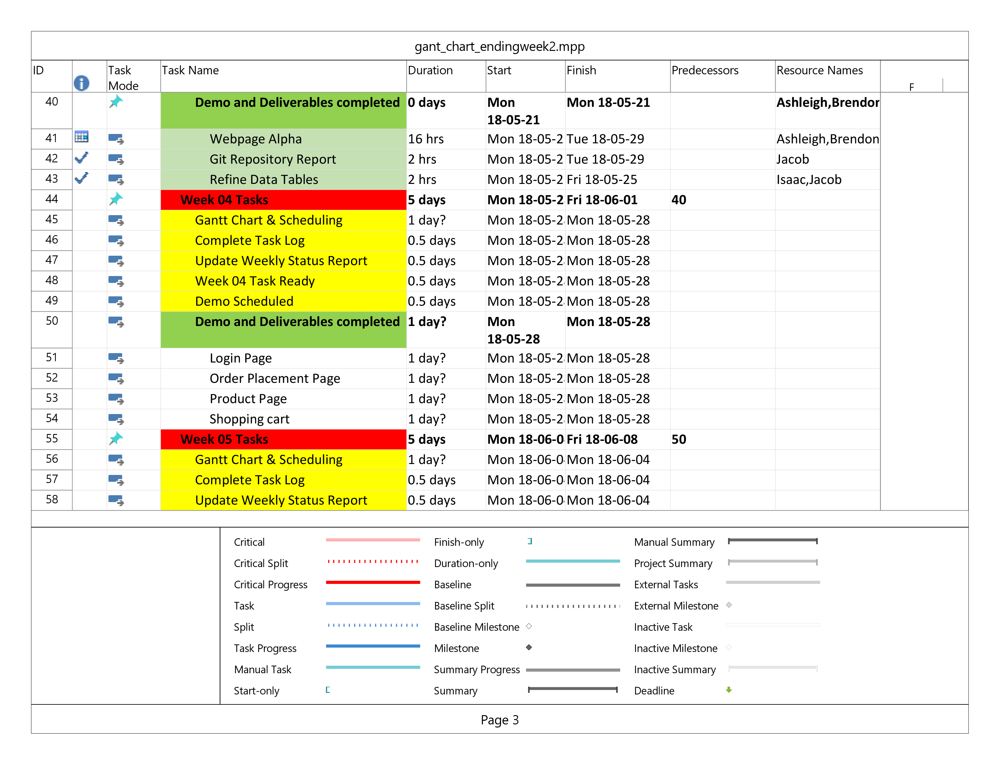 gant_chart_endingweek2.mpp
ID Task Mode Task Name Duration Start Finish Predecessors Resource Names F
40 Demo and Deliverables completed 0 days Mon 18-05-21 Mon 18-05-21 Ashleigh,Brendon
41 Webpage Alpha 16 hrs Mon 18-05-2 Tue 18-05-29 Ashleigh,Brendon
42 Git Repository Report 2 hrs Mon 18-05-2 Tue 18-05-29 Jacob
43 Refine Data Tables 2 hrs Mon 18-05-2 Fri 18-05-25 Isaac,Jacob
44 Week 04 Tasks 5 days Mon 18-05-2 Fri 18-06-01 40
45 Gantt Chart & Scheduling 1 day? Mon 18-05-2 Mon 18-05-28
46 Complete Task Log 0.5 days Mon 18-05-2 Mon 18-05-28
47 Update Weekly Status Report 0.5 days Mon 18-05-2 Mon 18-05-28
48 Week 04 Task Ready 0.5 days Mon 18-05-2 Mon 18-05-28
49 Demo Scheduled 0.5 days Mon 18-05-2 Mon 18-05-28
50 Demo and Deliverables completed 1 day? Mon 18-05-28 Mon 18-05-28
51 Login Page 1 day? Mon 18-05-2 Mon 18-05-28
52 Order Placement Page 1 day? Mon 18-05-2 Mon 18-05-28
53 Product Page 1 day? Mon 18-05-2 Mon 18-05-28
54 Shopping cart 1 day? Mon 18-05-2 Mon 18-05-28
55 Week 05 Tasks 5 days Mon 18-06-0 Fri 18-06-08 50
56 Gantt Chart & Scheduling 1 day? Mon 18-06-0 Mon 18-06-04
57 Complete Task Log 0.5 days Mon 18-06-0 Mon 18-06-04
58 Update Weekly Status Report 0.5 days Mon 18-06-0 Mon 18-06-04
Critical Finish-only Manual Summary
Critical Split Duration-only Project Summary
Critical Progress Baseline External Tasks
Task Baseline Split External Milestone
Split Baseline Milestone Inactive Task
Task Progress Milestone Inactive Milestone
Manual Task Summary Progress Inactive Summary
Start-only Summary Deadline
Page 3